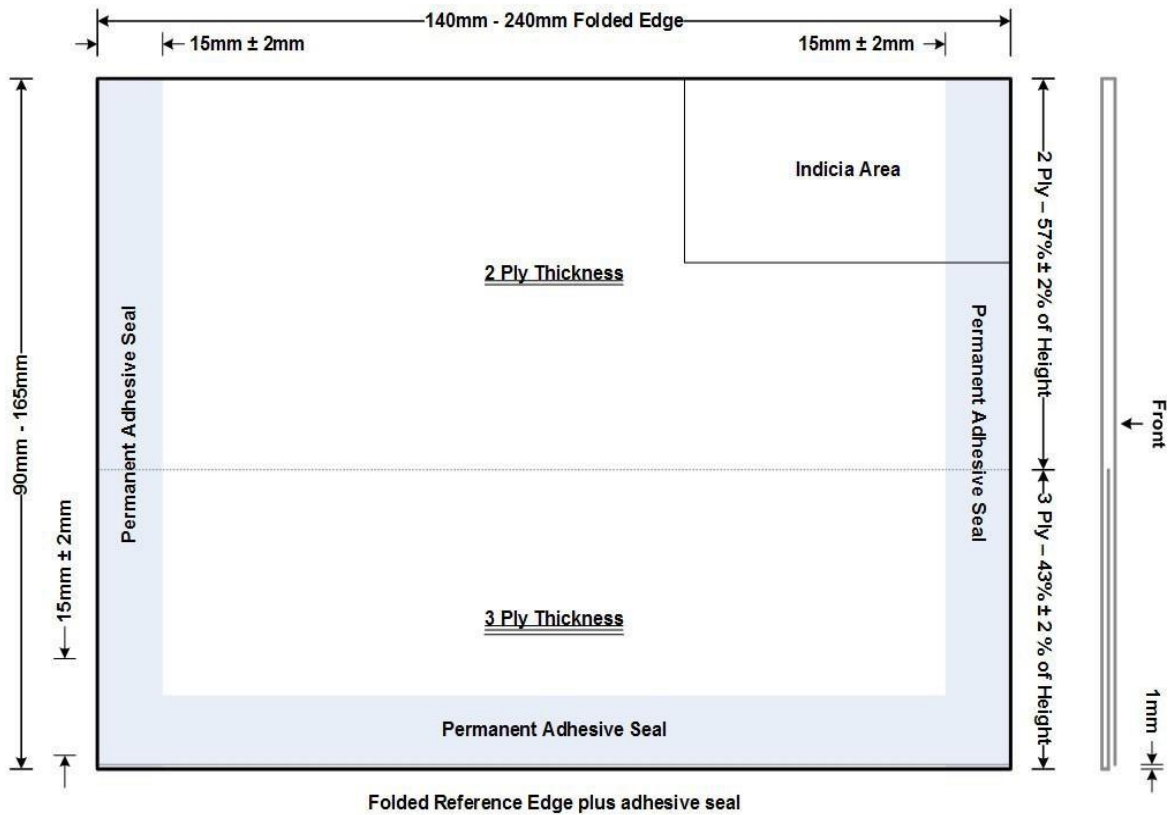 140mm - 240mm Folded Edge
15mm ± 2mm
15mm ± 2mm
Indicia Area
2 Ply Thickness
Permanent Adhesive Seal
Permanent Adhesive Seal
2 Ply – 57% ± 2% of Height
Front
90mm - 165mm
15mm ± 2mm
3 Ply Thickness
3 Ply – 43% ± 2 % of Height
1mm
Permanent Adhesive Seal
Folded Reference Edge plus adhesive seal